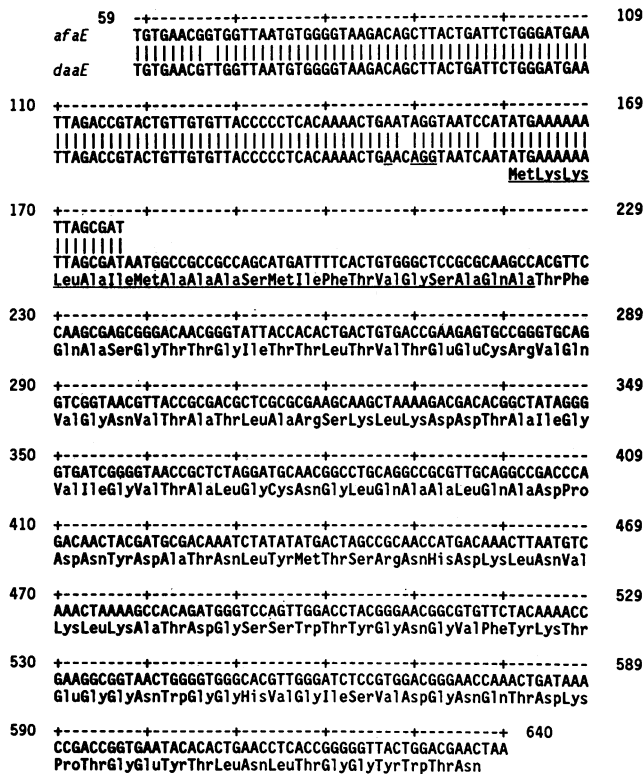 59 -+---------+---------+---------+---------+---------+ 109
afaE TGTGAACGGTGGTTAATGTGGGGTAAGACAGCTTACTGATTCTGGGATGAA
|||||||| ||||||||||||||||||||||||||||||||||||||||||
daaE TGTGAACGTTGGTTAATGTGGGGTAAGACAGCTTACTGATTCTGGGATGAA
110 +---------+---------+---------+---------+---------+--------- 169
TTAGACCGTACTGTTGTGTTACCCCCTCACAAAACTGAATAGGTAATCCATATGAAAAAA
||||||||||||||||||||||||||||||||||||||| |||||||| |||||||||||
TTAGACCGTACTGTTGTGTTACCCCCTCACAAAACTGAACAGGTAATCAATATGAAAAAA
MetLysLys
170 ---------+---------+---------+---------+---------+---------+ 229
TTAGCGAT
||||||||
TTAGCGATAATGGCCGCCGCCAGCATGATTTTCACTGTGGGCTCCGCGCAAGCCACGTTC
LeuAlaIleMetAlaAlaAlaSerMetIlePheThrValGlySerAlaGlnAlaThrPhe
230 +---------+---------+---------+---------+---------+--------- 289
CAAGCGAGCGGGACAACGGGTATTACCACACTGACTGTGACCGAAGAGTGCCGGGTGCAG
GlnAlaSerGlyThrThrGlyIleThrThrLeuThrValThrGluGluCysArgValGln
290 +---------+---------+---------+---------+---------+--------- 349
GTCGGTAACGTTACCGCGACGCTCGCGCGAAGCAAGCTAAAAGACGACACGGCTATAGGG
ValGlyAsnValThrAlaThrLeuAlaArgSerLysLeuLysAspAspThrAlaIleGly
350 +---------+---------+---------+---------+---------+--------- 409
GTGATCGGGGTAACCGCTCTAGGATGCAACGGCCTGCAGGCCGCGTTGCAGGCCGACCCA
ValIleGlyValThrAlaLeuGlyCysAsnGlyLeuGlnAlaAlaLeuGlnAlaAspPro
410 +---------+---------+---------+---------+---------+--------- 469
GACAACTACGATGCGACAAATCTATATATGACTAGCCGCAACCATGACAAACTTAATGTC
AspAsnTyrAspAlaThrAsnLeuTyrMetThrSerArgAsnHisAspLysLeuAsnVal
470 +---------+---------+---------+---------+---------+--------- 529
AAACTAAAAGCCACAGATGGGTCCAGTTGGACCTACGGGAACGGCGTGTTCTACAAAACC
LysLeuLysAlaThrAspGlySerSerTrpThrTyrGlyAsnGlyValPheTyrLysThr
530 +---------+---------+---------+---------+---------+--------- 589
GAAGGCGGTAACTGGGGTGGGCACGTTGGGATCTCCGTGGACGGGAACCAAACTGATAAA
GluGlyGlyAsnTrpGlyGlyHisValGlyIleSerValAspGlyAsnGlnThrAspLys
590 +---------+---------+---------+---------+---------+ 640
CCGACCGGTGAATACACACTGAACCTCACCGGGGGTTACTGGACGAACTAA
ProThrGlyGluTyrThrLeuAsnLeuThrGlyGlyTyrTrpThrAsn